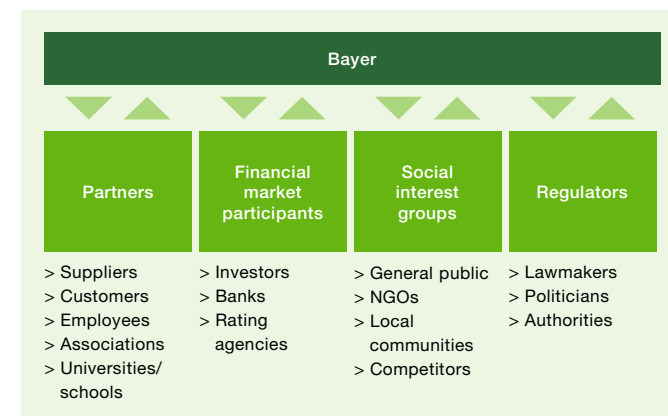 Bayer
Partners
Financial
market
participants
Social
interest
groups
Regulators
> Suppliers
> Customers
> Employees
> Associations
> Universities/
schools
> Investors
> Banks
> Rating
agencies
> General public
> NGOs
> Local
communities
> Competitors
> Lawmakers
> Politicians
> Authorities